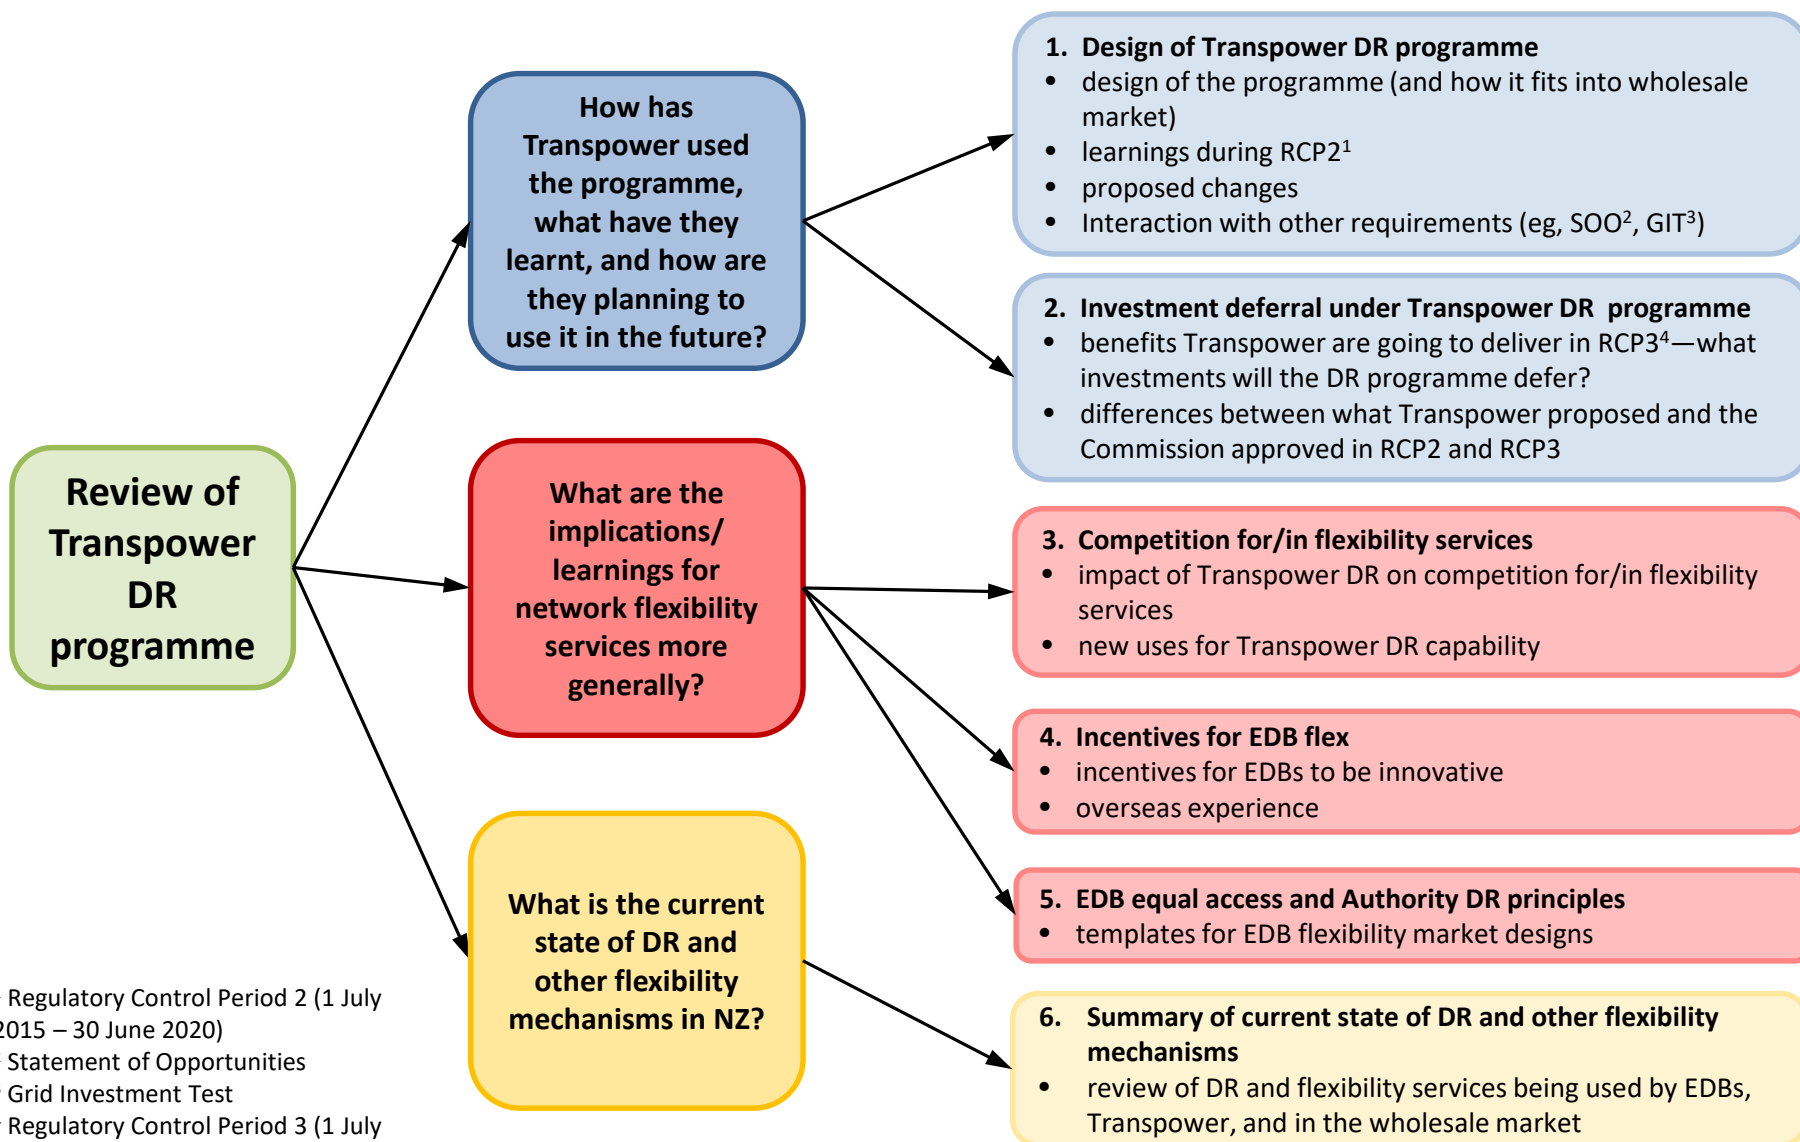 Review of
Transpower
DR
programme
How has
Transpower used
the programme,
what have they
learnt, and how are
they planning to
use it in the future?
What are the
implications/
learnings for
network flexibility
services more
generally?
What is the current
state of DR and
other flexibility
mechanisms in NZ?
1. Design of Transpower DR programme
• design of the programme (and how it fits into wholesale
market)
• learnings during RCP2¹
• proposed changes
• Interaction with other requirements (eg, SOO², GIT³)
2. Investment deferral under Transpower DR programme
• benefits Transpower are going to deliver in RCP3⁴—what
investments will the DR programme defer?
• differences between what Transpower proposed and the
Commission approved in RCP2 and RCP3
3. Competition for/in flexibility services
• impact of Transpower DR on competition for/in flexibility
services
• new uses for Transpower DR capability
4. Incentives for EDB flex
• incentives for EDBs to be innovative
• overseas experience
5. EDB equal access and Authority DR principles
• templates for EDB flexibility market designs
6. Summary of current state of DR and other flexibility
mechanisms
• review of DR and flexibility services being used by EDBs,
Transpower, and in the wholesale market
Regulatory Control Period 2 (1 July
2015 – 30 June 2020)
Statement of Opportunities
Grid Investment Test
Regulatory Control Period 3 (1 July